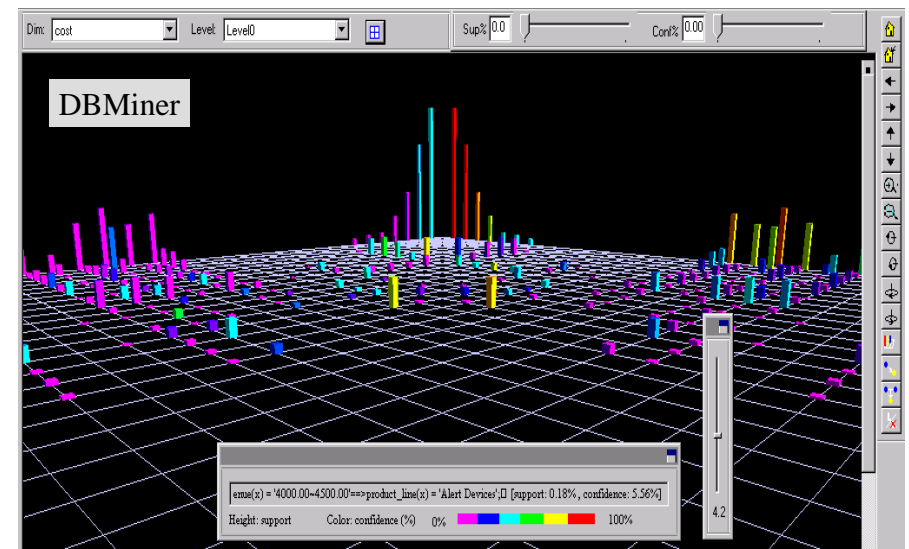 Dim: cost Level: Level0 Sup% 0.0 Conf% 0.00
DBMiner
enue(x) = '4000.00~4500.00'==>product_line(x) = 'Alert Devices';▯ [support: 0.18%, confidence: 5.56%]
Height: support Color: confidence (%) 0% 100%
4.2